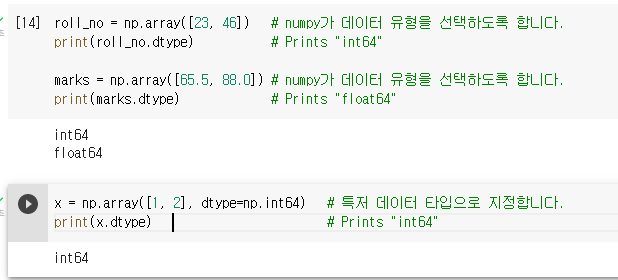 [14] roll_no = np.array([23, 46]) # numpy가 데이터 유형을 선택하도록 합니다.
print(roll_no.dtype) # Prints "int64"
marks = np.array([65.5, 88.0]) # numpy가 데이터 유형을 선택하도록 합니다.
print(marks.dtype) # Prints "float64"
int64
float64
x = np.array([1, 2], dtype=np.int64) # 특저 데이터 타입으로 지정합니다.
print(x.dtype) # Prints "int64"
int64